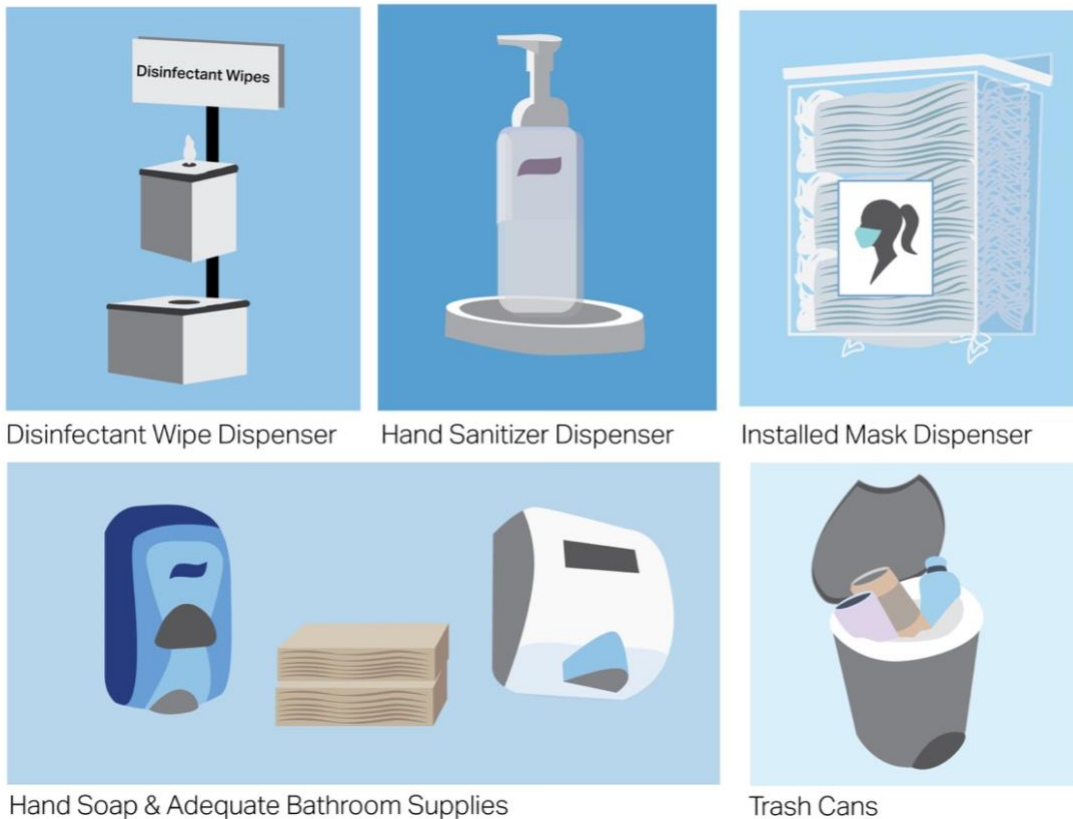 Disinfectant Wipes
Disinfectant Wipe Dispenser
Hand Sanitizer Dispenser
Installed Mask Dispenser
Hand Soap & Adequate Bathroom Supplies
Trash Cans